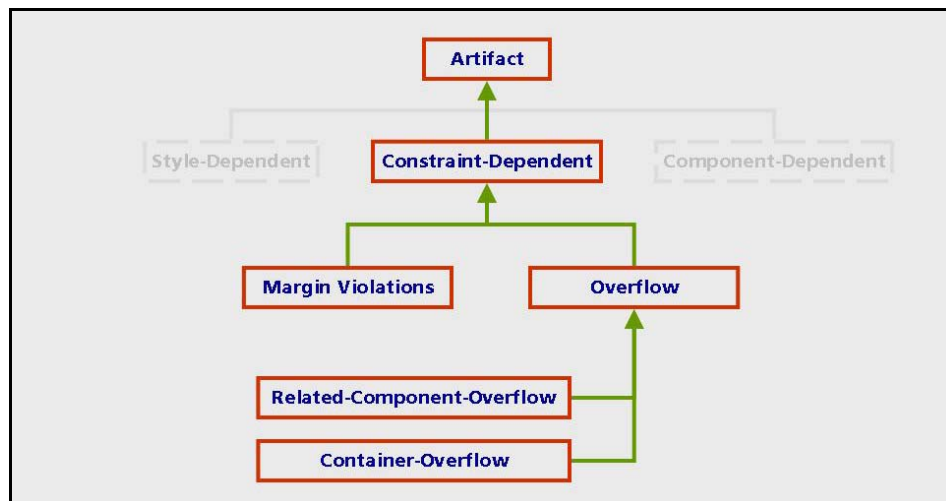 Artifact
Style-Dependent
Constraint-Dependent
Component-Dependent
Margin Violations
Overflow
Related-Component-Overflow
Container-Overflow